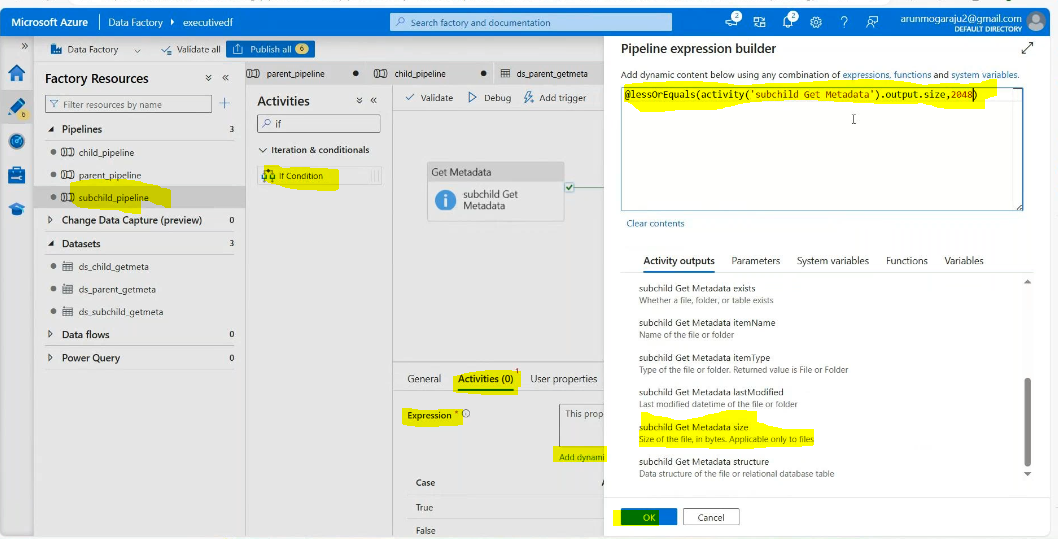 Microsoft Azure
Data Factory
executivedf
Search factory and documentation
2
2
arunmogaraju2@gmail.com
DEFAULT DIRECTORY
Data Factory
Validate all
Publish all 6
Factory Resources
Filter resources by name
Pipelines 3
child_pipeline
parent_pipeline
subchild_pipeline
Change Data Capture (preview) 0
Datasets 3
ds_child_getmeta
ds_parent_getmeta
ds_subchild_getmeta
Data flows 0
Power Query 0
6
parent_pipeline
child_pipeline
ds_parent_getmeta
Activities
if
Iteration & conditionals
If Condition
Validate
Debug
Add trigger
Get Metadata
subchild Get
Metadata
General
Activities (0)
1
User properties
Expression *
This prop
Add dynami
Case
A
True
False
Pipeline expression builder
Add dynamic content below using any combination of expressions, functions and system variables.
@lessOrEquals(activity('subchild Get Metadata').output.size,2048)
Clear contents
Activity outputs
Parameters
System variables
Functions
Variables
subchild Get Metadata exists
Whether a file, folder, or table exists
subchild Get Metadata itemName
Name of the file or folder
subchild Get Metadata itemType
Type of the file or folder. Returned value is File or Folder
subchild Get Metadata lastModified
Last modified datetime of the file or folder
subchild Get Metadata size
Size of the file, in bytes. Applicable only to files
subchild Get Metadata structure
Data structure of the file or relational database table
OK
Cancel